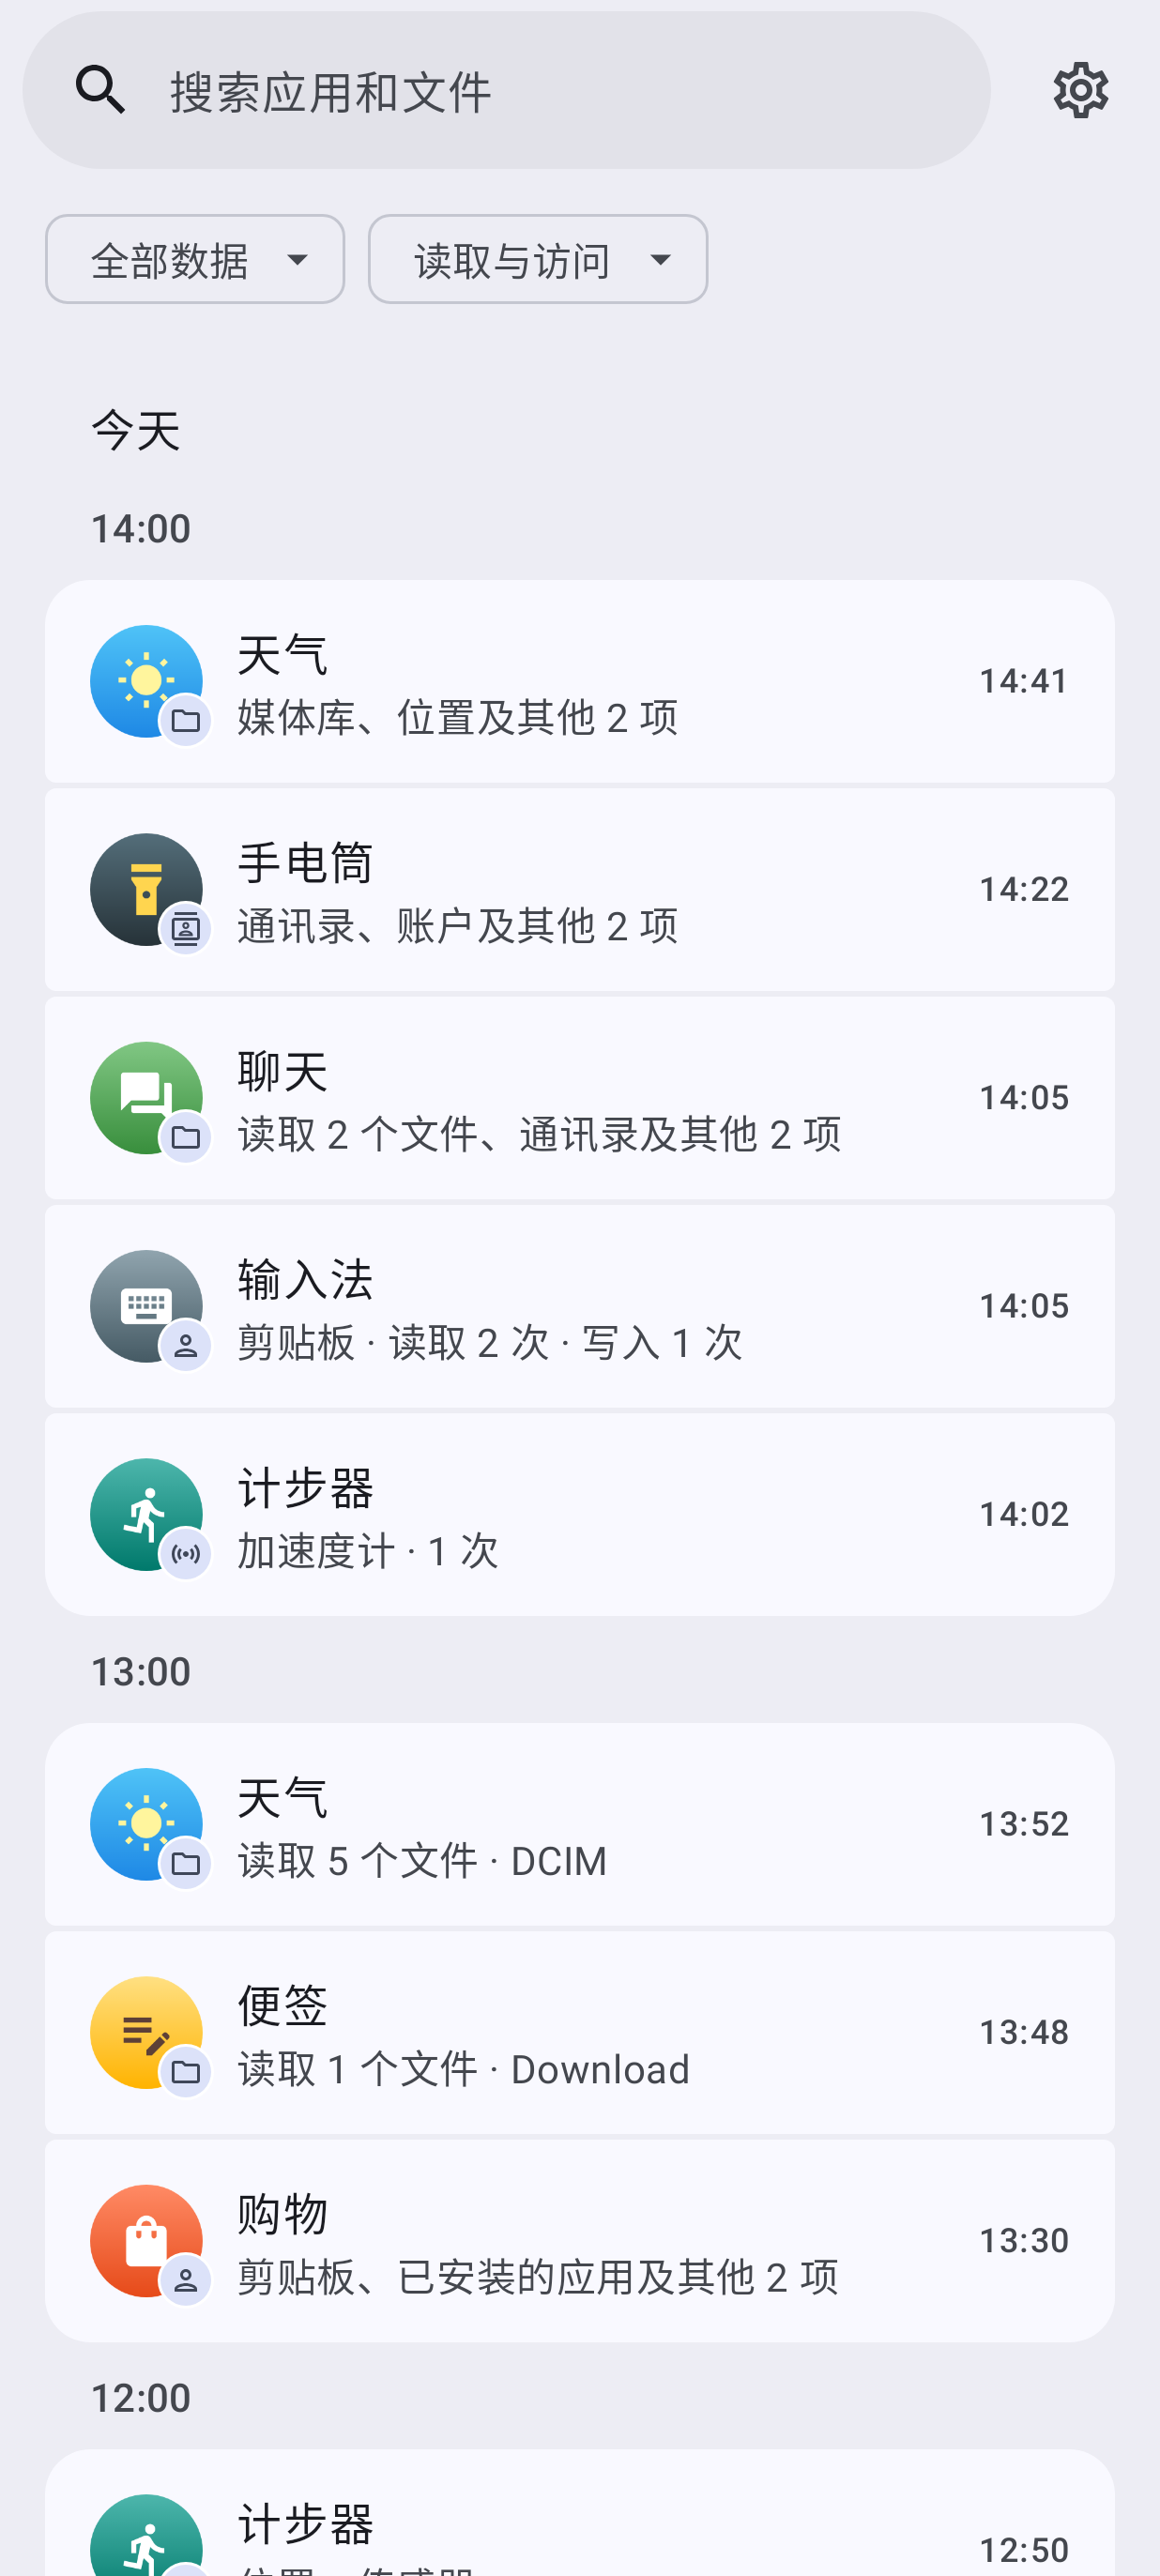 搜索应用和文件
全部数据
读取与访问
今天
14:00
天气
14:41
媒体库、位置及其他 2 项
手电筒
14:22
通讯录、账户及其他 2 项
聊天
14:05
读取 2 个文件、通讯录及其他 2 项
输入法
14:05
剪贴板 · 读取 2 次 · 写入 1 次
计步器
14:02
加速度计 · 1 次
13:00
天气
13:52
读取 5 个文件 · DCIM
便签
13:48
读取 1 个文件 · Download
购物
13:30
剪贴板、已安装的应用及其他 2 项
12:00
计步器
12:50